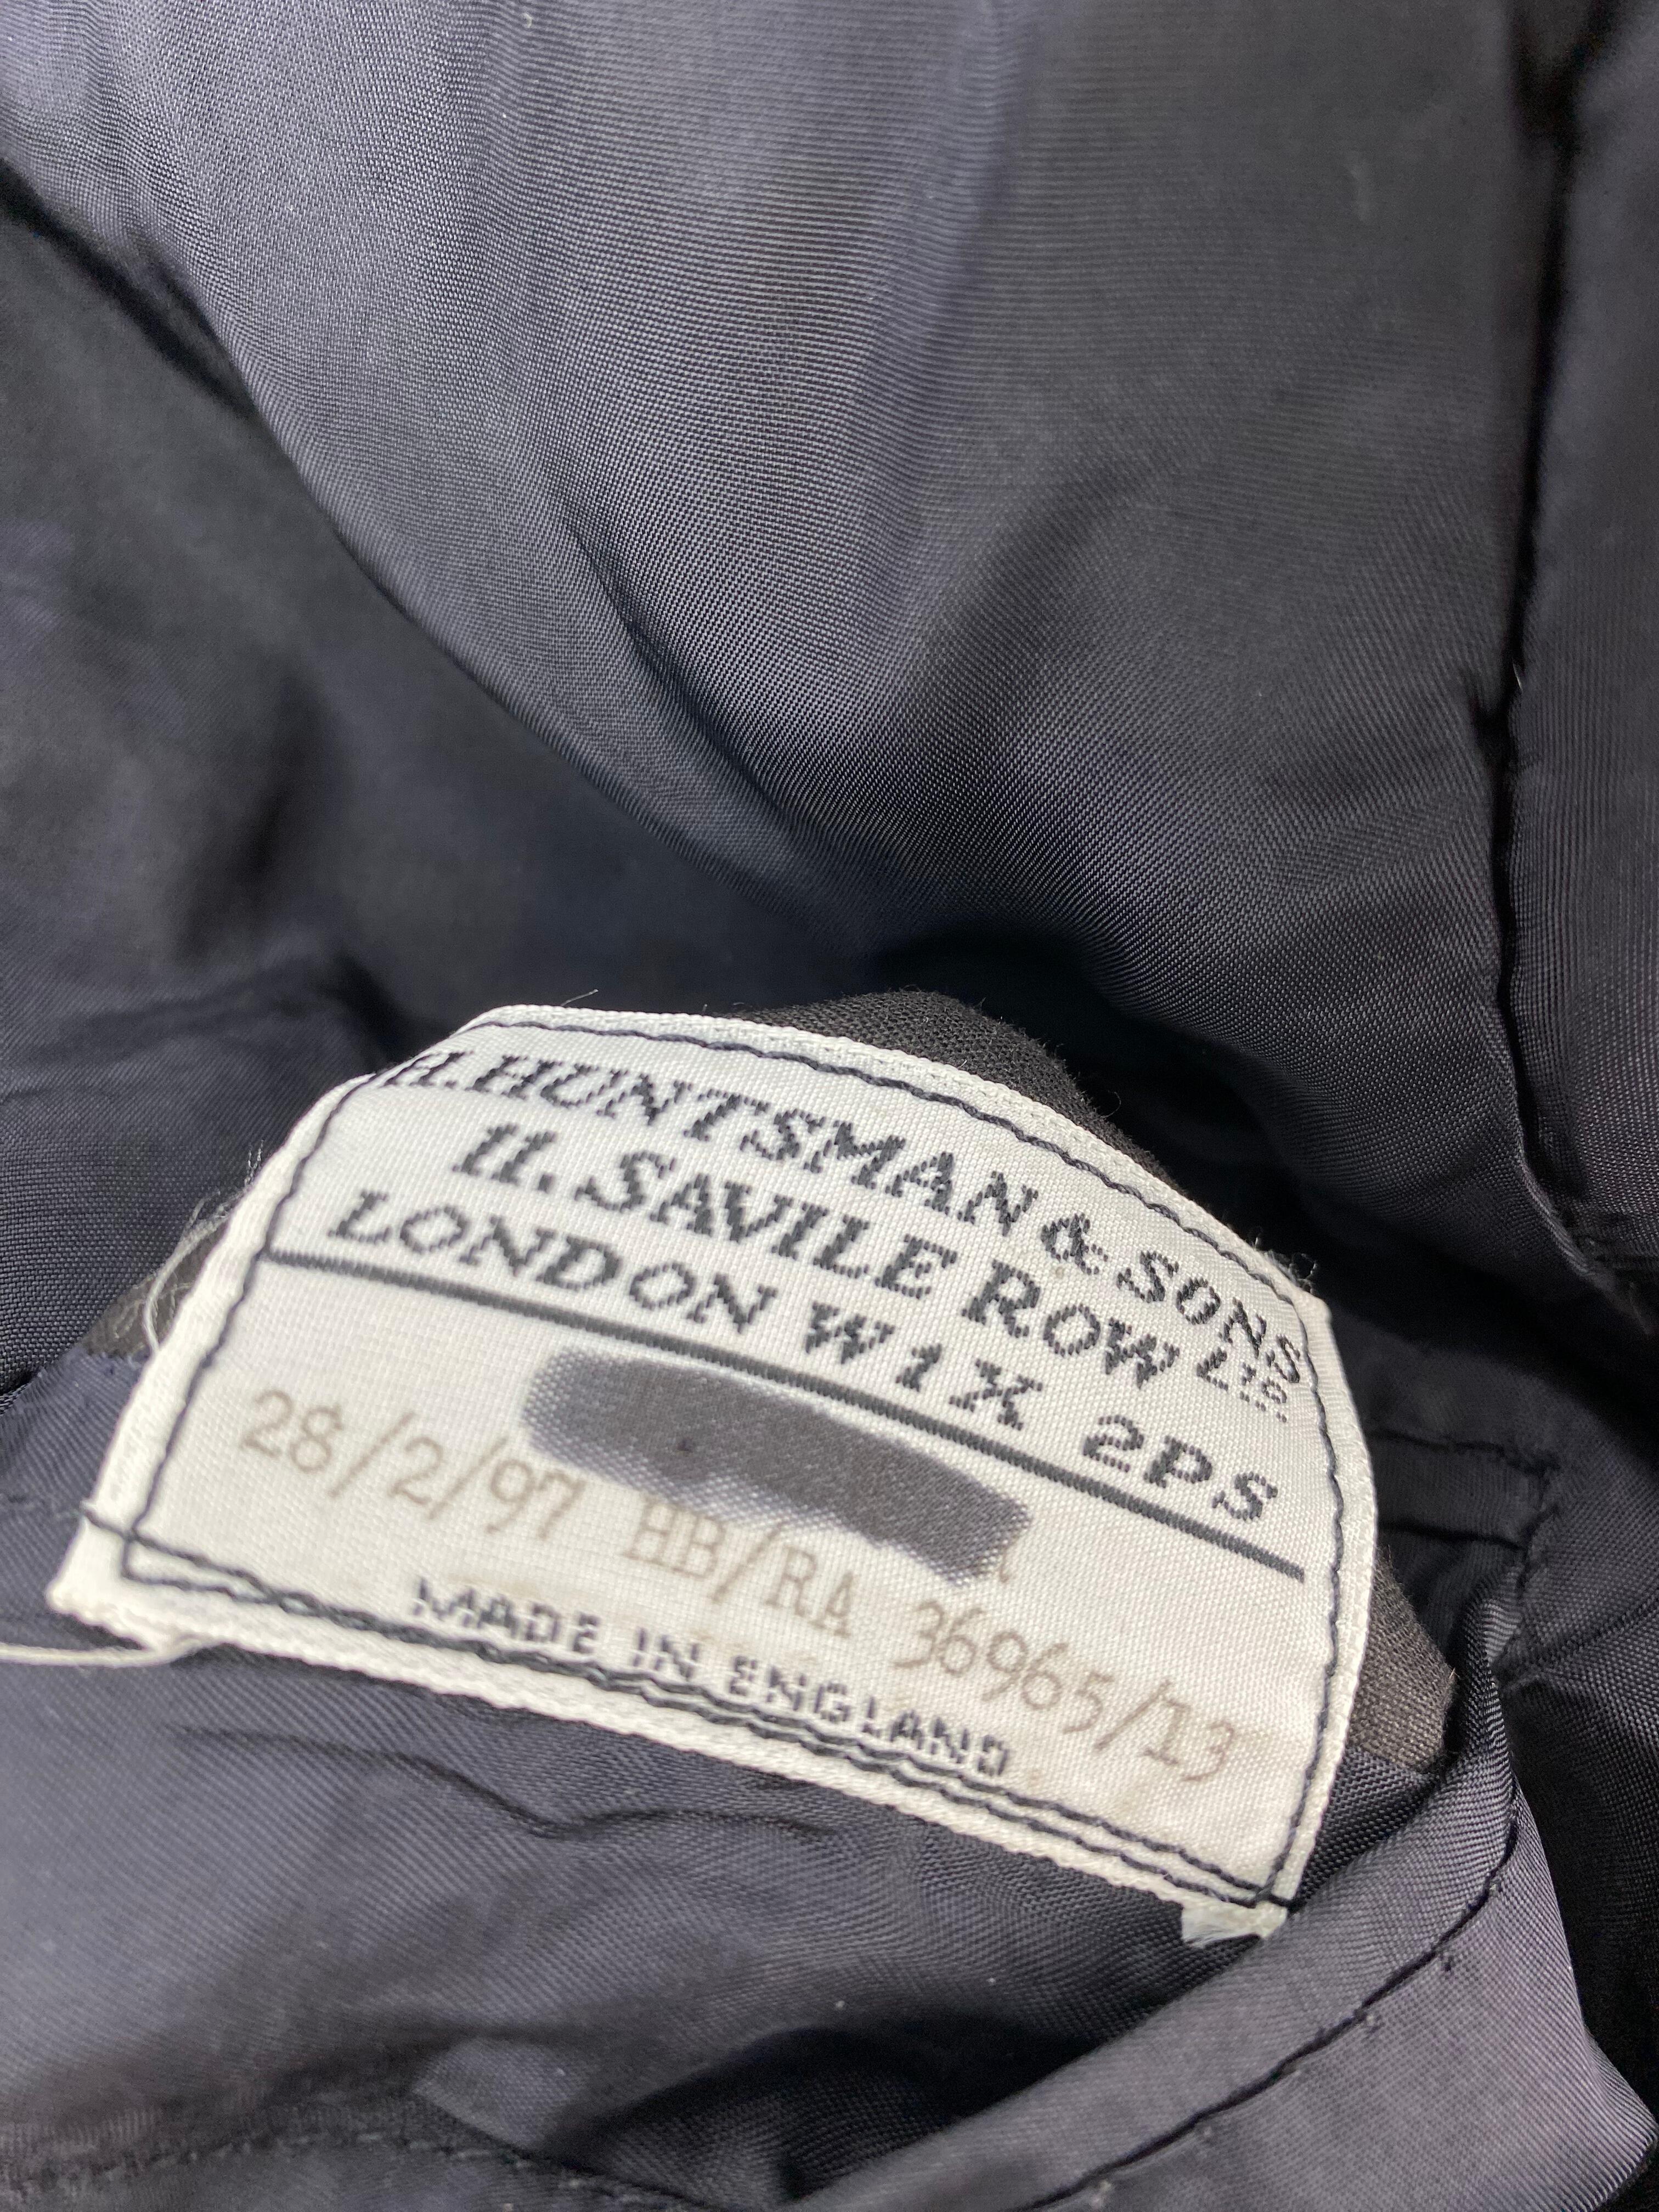 H. HUNTSMAN & SONS
11. SAVILE ROW LTD.
LONDON W1X 2PS
28/2/97 HB/RA 36965/13
MADE IN ENGLAND